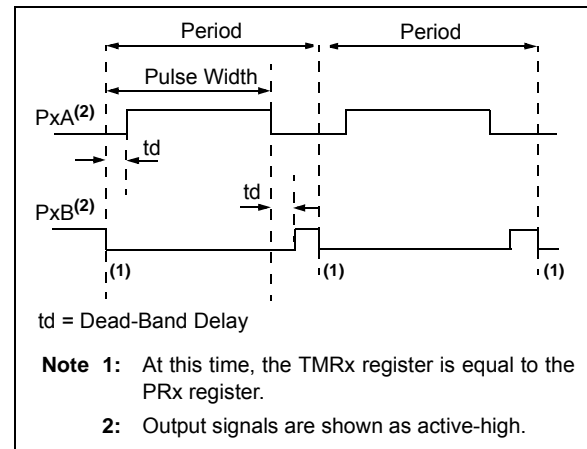 Period Period
Pulse Width
PxA(2)
td
td
PxB(2)
(1) (1) (1)
td = Dead-Band Delay
Note 1: At this time, the TMRx register is equal to the
PRx register.
2: Output signals are shown as active-high.